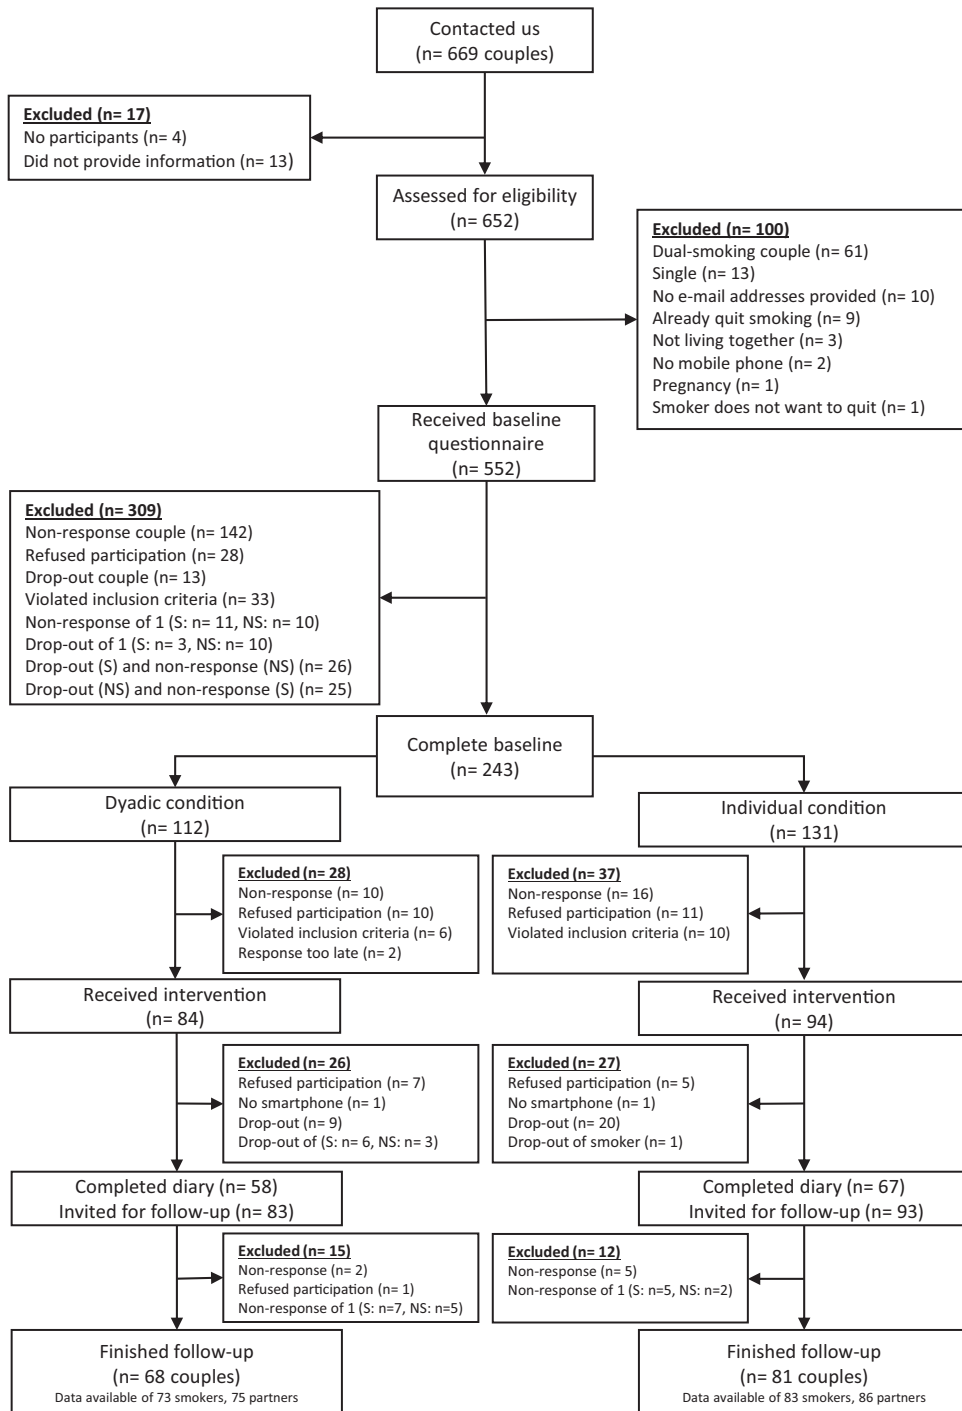 Contacted us
(n= 669 couples)
Excluded (n= 17)
No participants (n= 4)
Did not provide information (n= 13)
Assessed for eligibility
(n= 652)
Excluded (n= 100)
Dual-smoking couple (n= 61)
Single (n= 13)
No e-mail addresses provided (n= 10)
Already quit smoking (n= 9)
Not living together (n= 3)
No mobile phone (n= 2)
Pregnancy (n= 1)
Smoker does not want to quit (n= 1)
Received baseline
questionnaire
(n= 552)
Excluded (n= 309)
Non-response couple (n= 142)
Refused participation (n= 28)
Drop-out couple (n= 13)
Violated inclusion criteria (n= 33)
Non-response of 1 (S: n= 11, NS: n= 10)
Drop-out of 1 (S: n= 3, NS: n= 10)
Drop-out (S) and non-response (NS) (n= 26)
Drop-out (NS) and non-response (S) (n= 25)
Complete baseline
(n= 243)
Dyadic condition
(n= 112)
Individual condition
(n= 131)
Excluded (n= 28)
Non-response (n= 10)
Refused participation (n= 10)
Violated inclusion criteria (n= 6)
Response too late (n= 2)
Excluded (n= 37)
Non-response (n= 16)
Refused participation (n= 11)
Violated inclusion criteria (n= 10)
Received intervention
(n= 84)
Received intervention
(n= 94)
Excluded (n= 26)
Refused participation (n= 7)
No smartphone (n= 1)
Drop-out (n= 9)
Drop-out of (S: n= 6, NS: n= 3)
Excluded (n= 27)
Refused participation (n= 5)
No smartphone (n= 1)
Drop-out (n= 20)
Drop-out of smoker (n= 1)
Completed diary (n= 58)
Invited for follow-up (n= 83)
Completed diary (n= 67)
Invited for follow-up (n= 93)
Excluded (n= 15)
Non-response (n= 2)
Refused participation (n= 1)
Non-response of 1 (S: n=7, NS: n=5)
Excluded (n= 12)
Non-response (n= 5)
Non-response of 1 (S: n=5, NS: n=2)
Finished follow-up
(n= 68 couples)
Data available of 73 smokers, 75 partners
Finished follow-up
(n= 81 couples)
Data available of 83 smokers, 86 partners